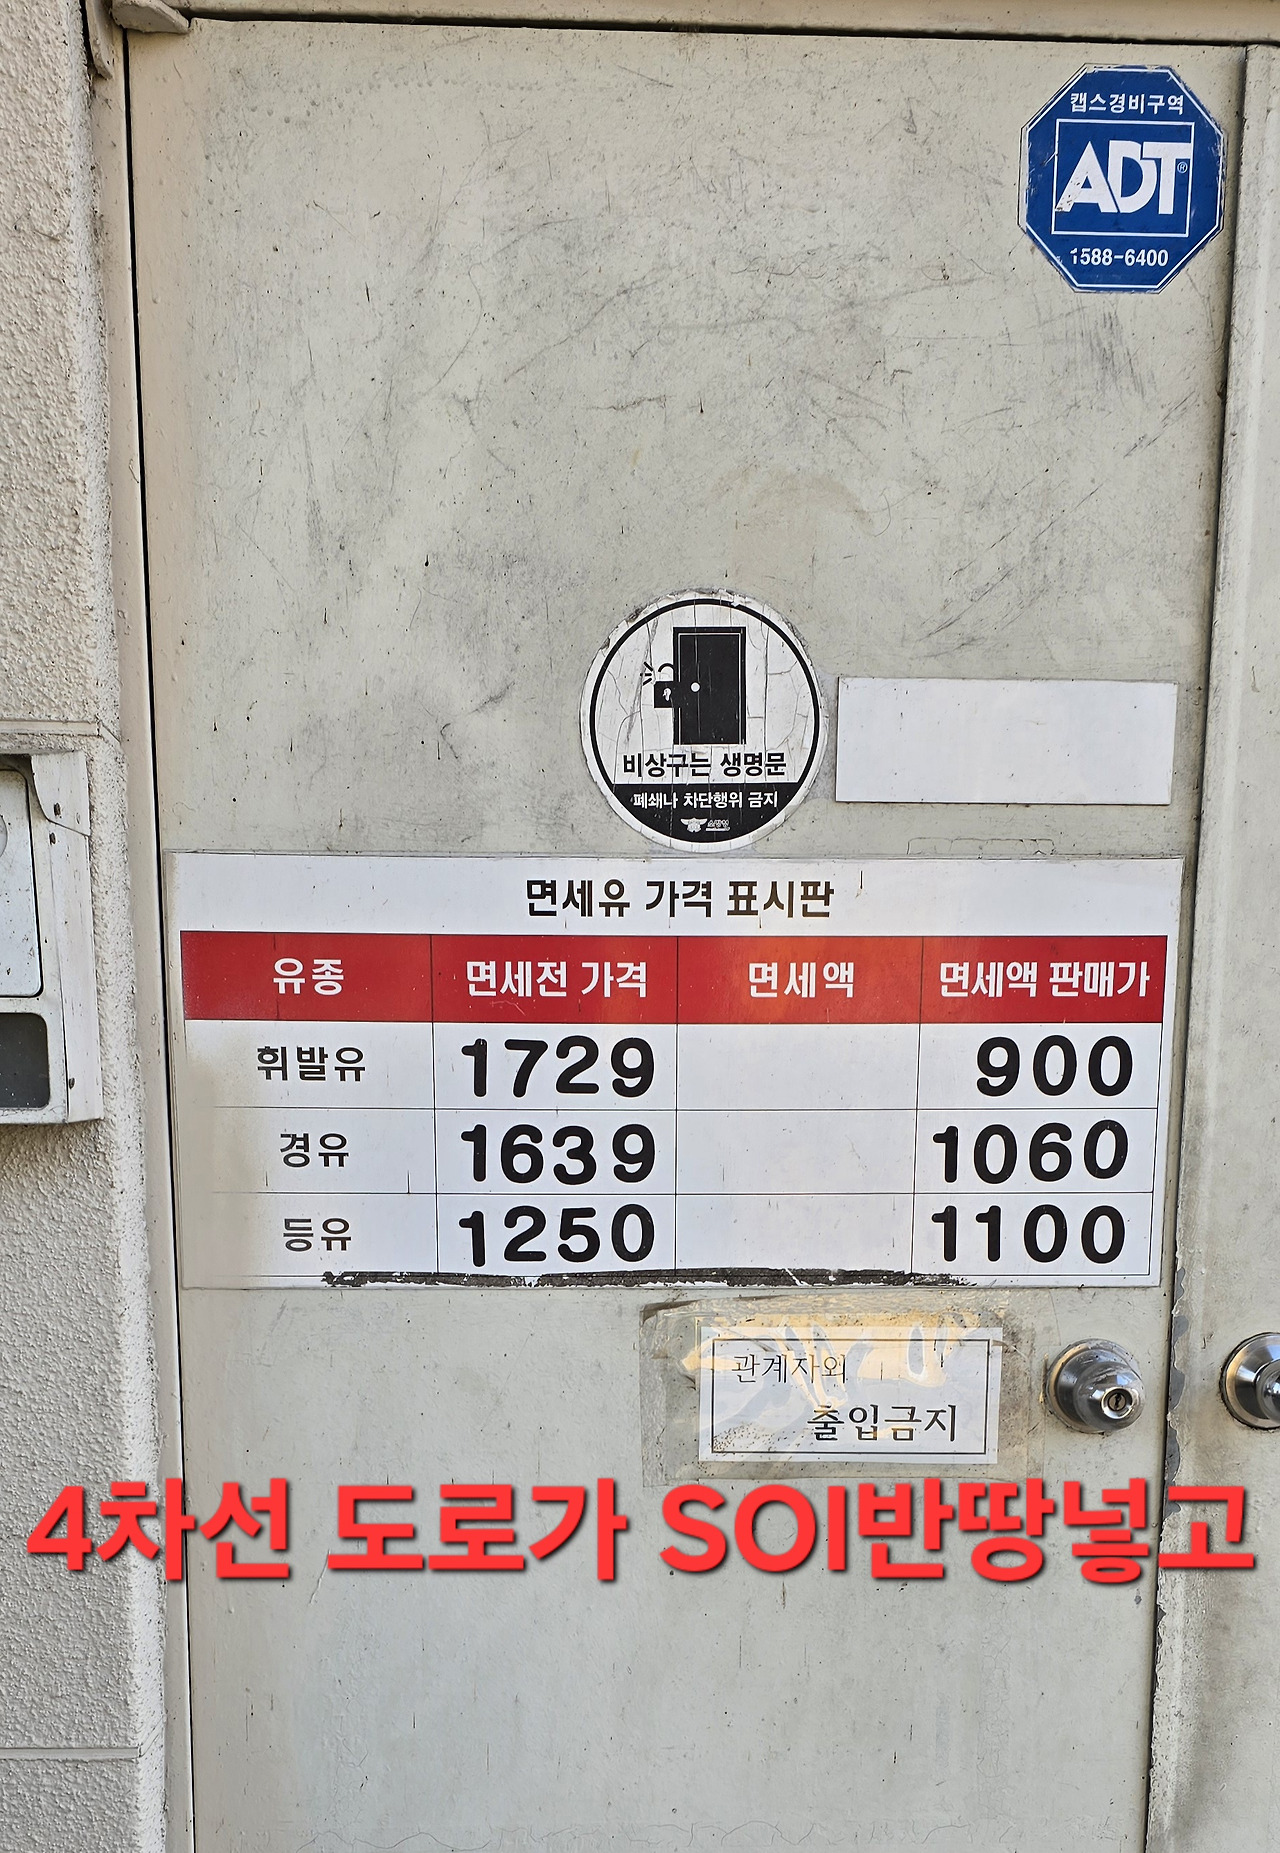 캡스경비구역
ADT®
1588-6400
비상구는 생명문
폐쇄나 차단행위 금지
소방청
면세유 가격 표시판
유종 면세전 가격 면세액 면세액 판매가
휘발유 1729 900
경유 1639 1060
등유 1250 1100
관계자외
출입금지
4차선 도로가 SOI반땅넣고